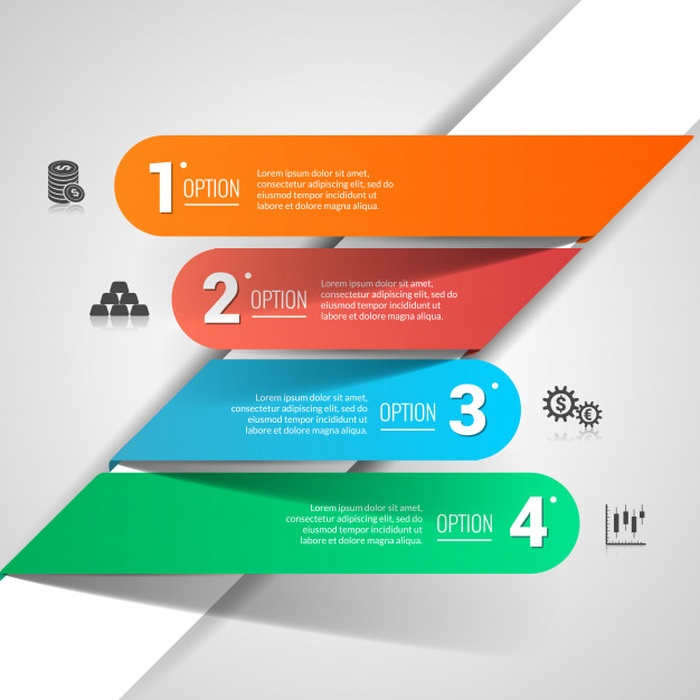 1
OPTION
Lorem ipsum dolor sit amet,
consectetur adipiscing elit, sed do
eiusmod tempor incididunt ut
labore et dolore magna aliqua.
2
OPTION
Lorem ipsum dolor sit amet,
consectetur adipiscing elit, sed do
eiusmod tempor incididunt ut
labore et dolore magna aliqua.
Lorem ipsum dolor sit amet,
consectetur adipiscing elit, sed do
eiusmod tempor incididunt ut
labore et dolore magna aliqua.
OPTION
3
$
€
Lorem ipsum dolor sit amet,
consectetur adipiscing elit, sed do
eiusmod tempor incididunt ut
labore et dolore magna aliqua.
OPTION
4